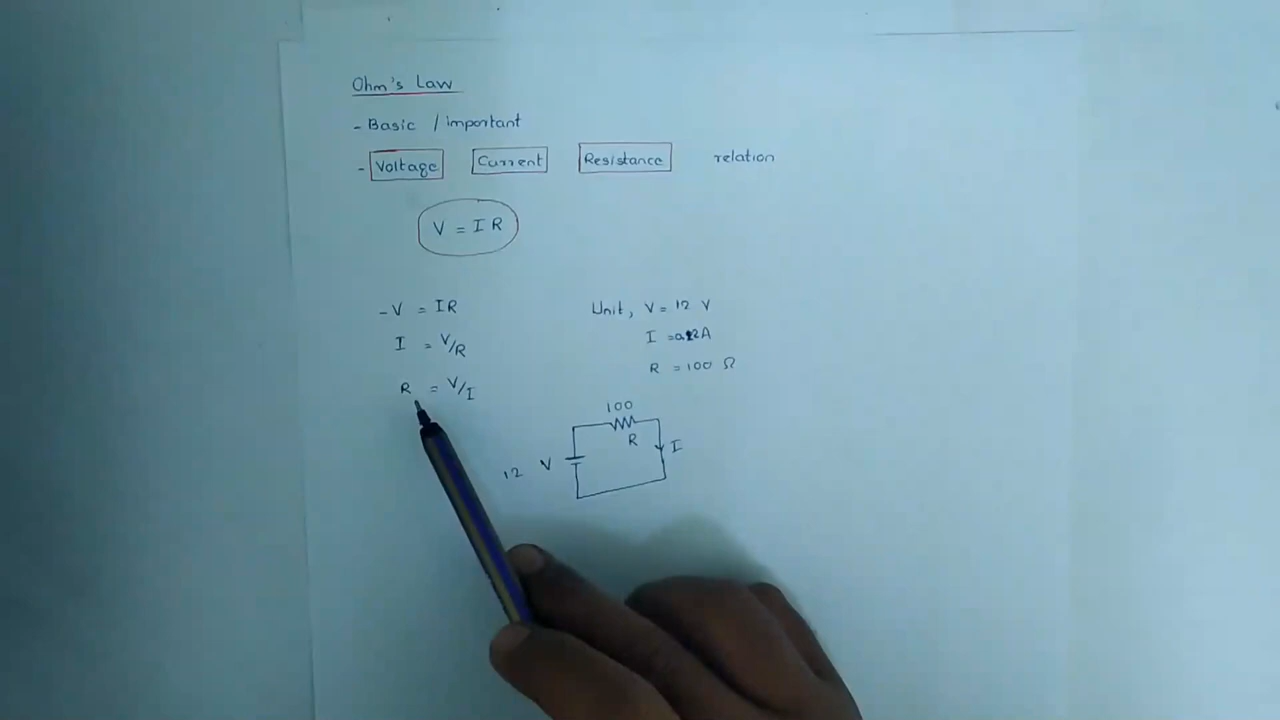 Ohm's Law
- Basic / important
- Voltage Current Resistance relation
V = I R
- V = IR
I = V/R
R = V/I
Unit, V = 12 V
I = A
R = 100 Ω
100
R
I
12 V